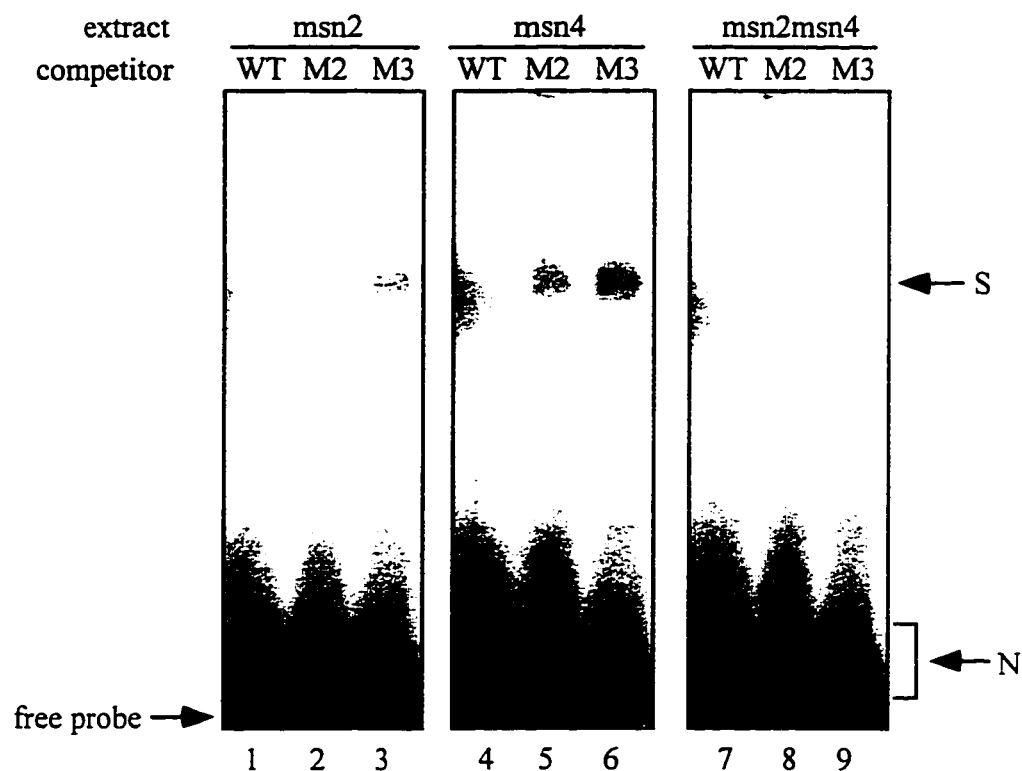 extract msn2 msn4 msn2msn4
competitor WT M2 M3 WT M2 M3 WT M2 M3
S
N
free probe
1 2 3 4 5 6 7 8 9